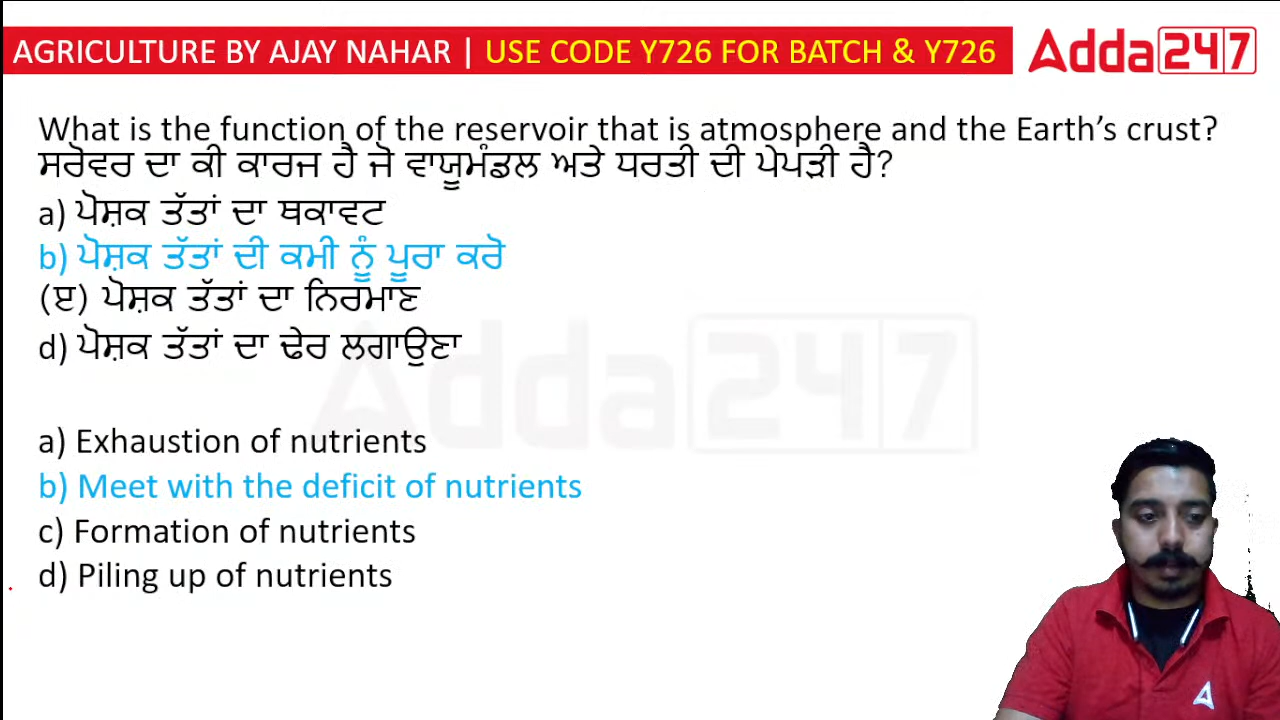 AGRICULTURE BY AJAY NAHAR | USE CODE Y726 FOR BATCH & Y726
Adda247
What is the function of the reservoir that is atmosphere and the Earth’s crust?
ਸਰੋਵਰ ਦਾ ਕੀ ਕਾਰਜ ਹੈ ਜੋ ਵਾਯੂਮੰਡਲ ਅਤੇ ਧਰਤੀ ਦੀ ਪੇਪੜੀ ਹੈ?
a) ਪੋਸ਼ਕ ਤੱਤਾਂ ਦਾ ਥਕਾਵਟ
b) ਪੋਸ਼ਕ ਤੱਤਾਂ ਦੀ ਕਮੀ ਨੂੰ ਪੂਰਾ ਕਰੋ
(ੲ) ਪੋਸ਼ਕ ਤੱਤਾਂ ਦਾ ਨਿਰਮਾਣ
d) ਪੋਸ਼ਕ ਤੱਤਾਂ ਦਾ ਢੇਰ ਲਗਾਉਣਾ
Adda247
a) Exhaustion of nutrients
b) Meet with the deficit of nutrients
c) Formation of nutrients
d) Piling up of nutrients